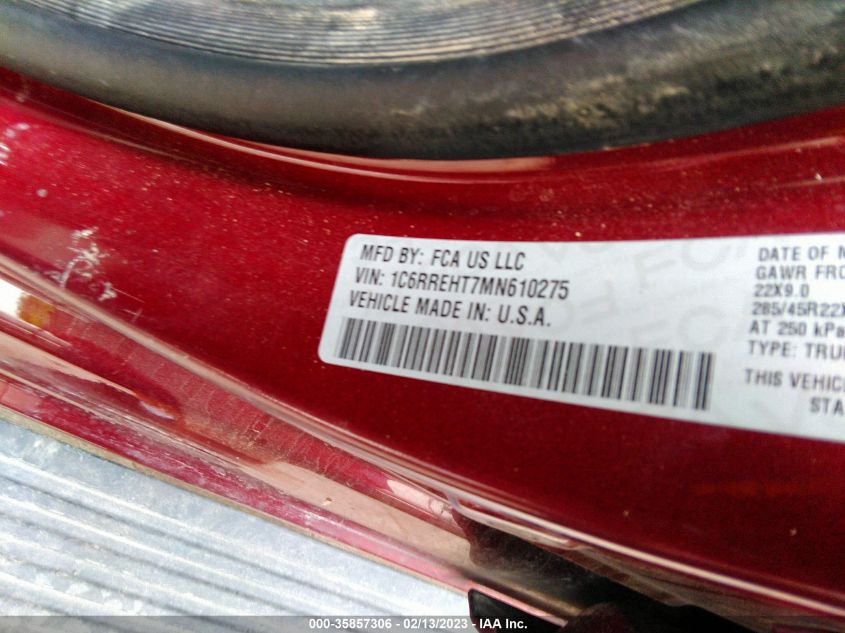 MFD BY: FCA US LLC
VIN: 1C6RREHT7MN610275
VEHICLE MADE IN: U.S.A.
DATE OF M
GAWR FRO
22X9.0
285/45R22X
AT 250 kPa
TYPE: TRU
THIS VEHIC
STA
000-35857306 - 02/13/2023 - IAA Inc.